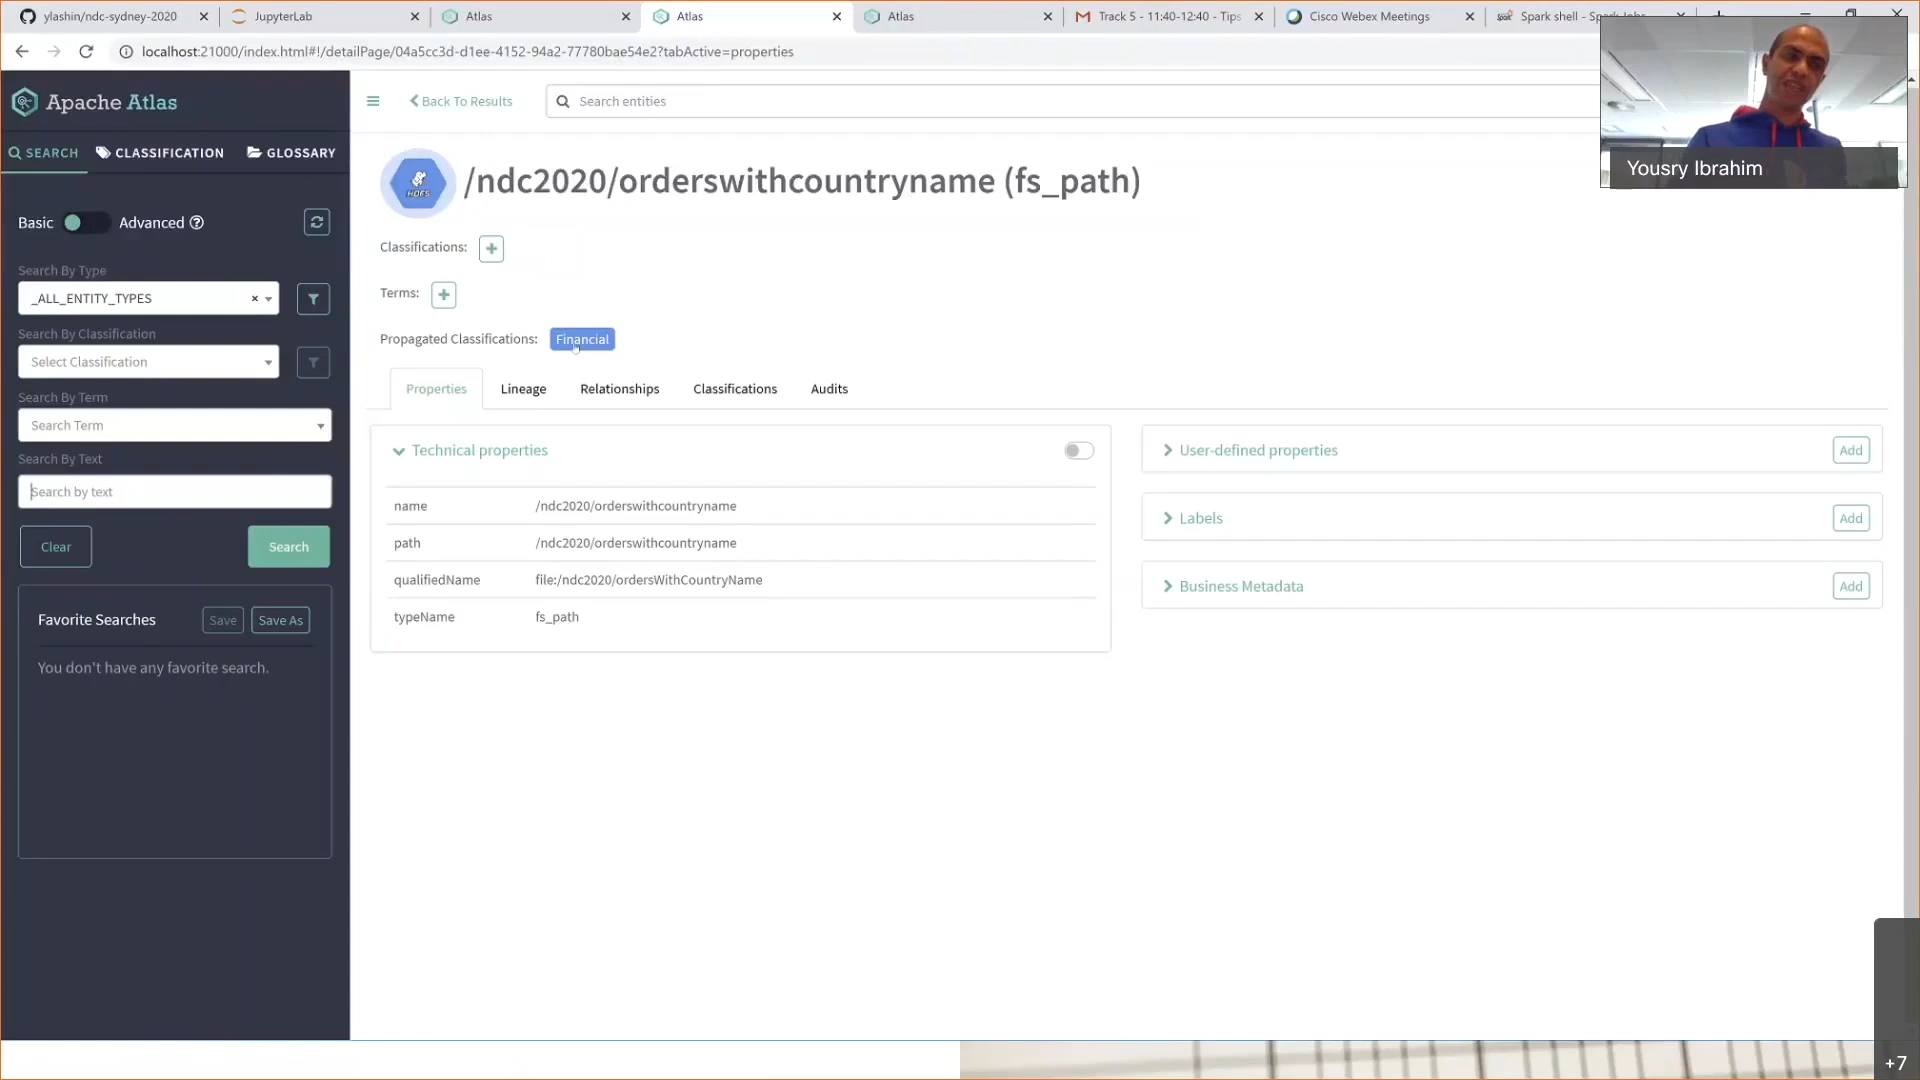 ylashin/ndc-sydney-2020
JupyterLab
Atlas
Atlas
Atlas
Track 5 - 11:40-12:40 - Tips
Cisco Webex Meetings
Spark shell - Spark Jobs
localhost:21000/index.html#!/detailPage/04a5cc3d-d1ee-4152-94a2-77780bae54e2?tabActive=properties
Yousry Ibrahim
Apache Atlas
SEARCH
CLASSIFICATION
GLOSSARY
Basic
Advanced
Search By Type
_ALL_ENTITY_TYPES
Search By Classification
Select Classification
Search By Term
Search Term
Search By Text
Search by text
Clear
Search
Favorite Searches
Save
Save As
You don't have any favorite search.
Back To Results
Search entities
HDFS
/ndc2020/orderswithcountryname (fs_path)
Classifications:
Terms:
Propagated Classifications:
Financial
Properties
Lineage
Relationships
Classifications
Audits
Technical properties
name /ndc2020/orderswithcountryname
path /ndc2020/orderswithcountryname
qualifiedName file:/ndc2020/ordersWithCountryName
typeName fs_path
User-defined properties
Add
Labels
Add
Business Metadata
Add
+7